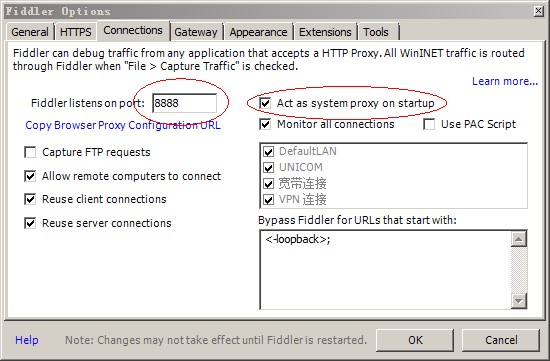 Fiddler Options
General HTTPS Connections Gateway Appearance Extensions Tools
Fiddler can debug traffic from any application that accepts a HTTP Proxy. All WinINET traffic is routed
through Fiddler when "File > Capture Traffic" is checked.
Learn more...
Fiddler listens on port: 8888
Act as system proxy on startup
Copy Browser Proxy Configuration URL
Monitor all connections Use PAC Script
Capture FTP requests
Allow remote computers to connect
Reuse client connections
Reuse server connections
DefaultLAN
UNICOM
宽带连接
VPN 连接
Bypass Fiddler for URLs that start with:
<-loopback>;
Help Note: Changes may not take effect until Fiddler is restarted. OK Cancel